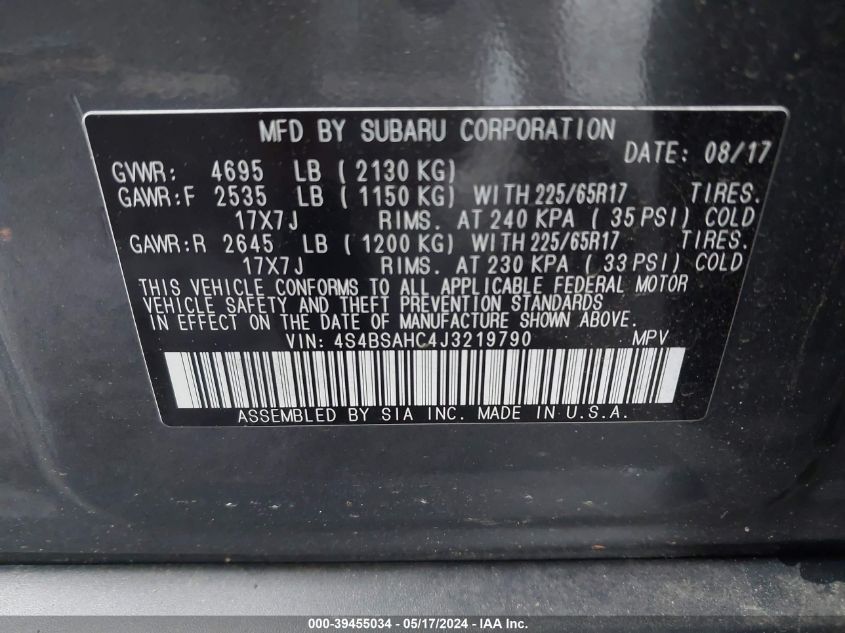 MFD BY SUBARU CORPORATION
DATE: 08/17
GVWR: 4695 LB ( 2130 KG)
GAWR:F 2535 LB ( 1150 KG) WITH 225/65R17 TIRES.
17X7J RIMS. AT 240 KPA ( 35 PSI) COLD
GAWR:R 2645 LB ( 1200 KG) WITH 225/65R17 TIRES.
17X7J RIMS. AT 230 KPA ( 33 PSI) COLD
THIS VEHICLE CONFORMS TO ALL APPLICABLE FEDERAL MOTOR
VEHICLE SAFETY AND THEFT PREVENTION STANDARDS
IN EFFECT ON THE DATE OF MANUFACTURE SHOWN ABOVE.
VIN: 4S4BSAHC4J3219790 MPV
ASSEMBLED BY SIA INC. MADE IN U.S.A.
000-39455034 - 05/17/2024 - IAA Inc.